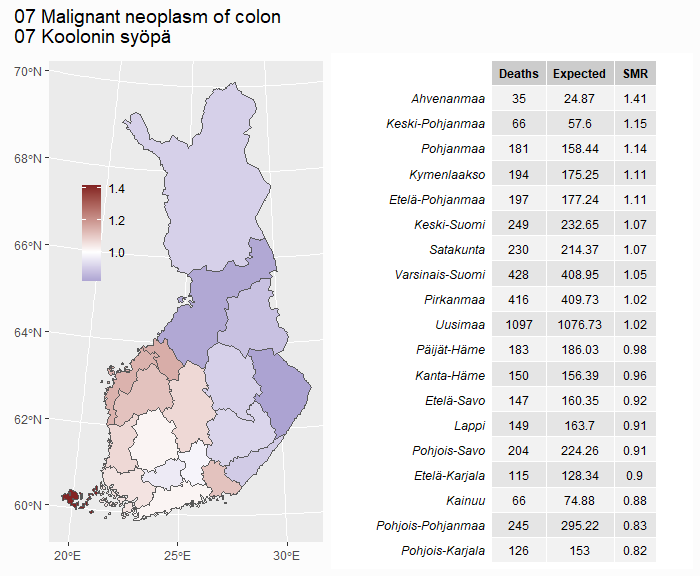 07 Malignant neoplasm of colon
07 Koolonin syöpä
70°N
68°N
66°N
64°N
62°N
60°N
20°E 25°E 30°E
1.4
1.2
1.0
Deaths Expected SMR
Ahvenanmaa 35 24.87 1.41
Keski-Pohjanmaa 66 57.6 1.15
Pohjanmaa 181 158.44 1.14
Kymenlaakso 194 175.25 1.11
Etelä-Pohjanmaa 197 177.24 1.11
Keski-Suomi 249 232.65 1.07
Satakunta 230 214.37 1.07
Varsinais-Suomi 428 408.95 1.05
Pirkanmaa 416 409.73 1.02
Uusimaa 1097 1076.73 1.02
Päijät-Häme 183 186.03 0.98
Kanta-Häme 150 156.39 0.96
Etelä-Savo 147 160.35 0.92
Lappi 149 163.7 0.91
Pohjois-Savo 204 224.26 0.91
Etelä-Karjala 115 128.34 0.9
Kainuu 66 74.88 0.88
Pohjois-Pohjanmaa 245 295.22 0.83
Pohjois-Karjala 126 153 0.82